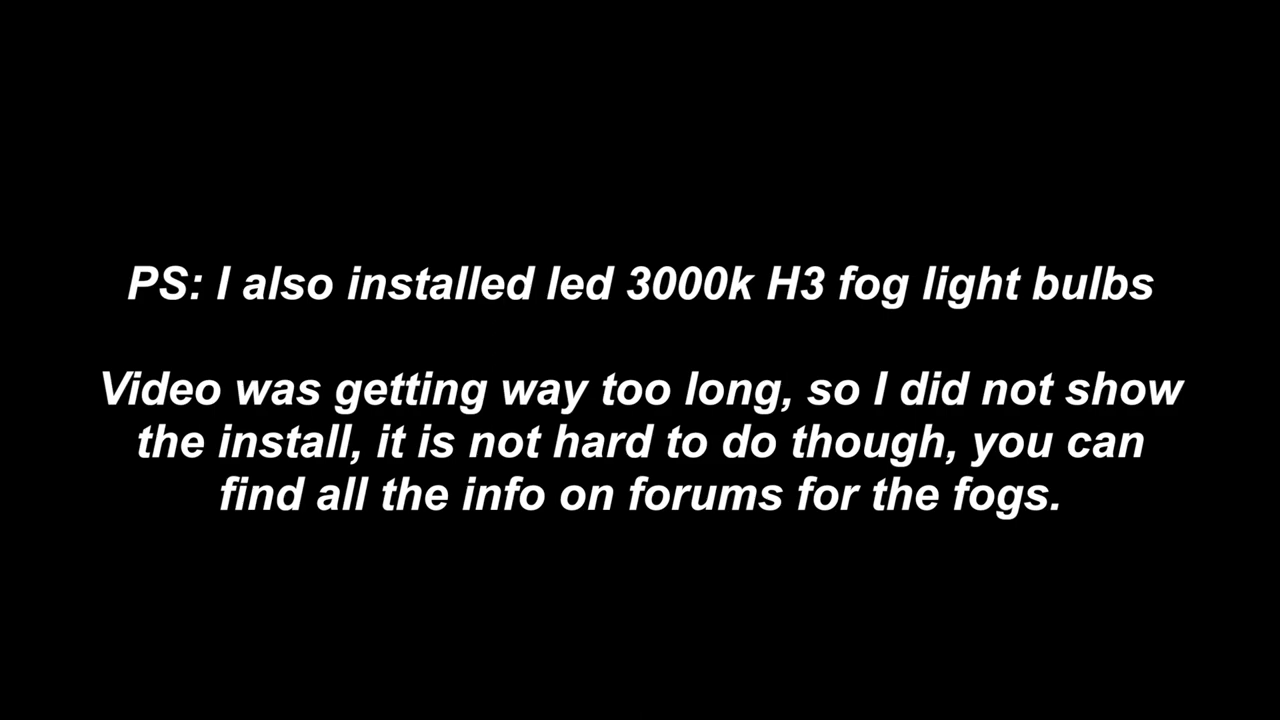 PS: I also installed led 3000k H3 fog light bulbs
Video was getting way too long, so I did not show
the install, it is not hard to do though, you can
find all the info on forums for the fogs.